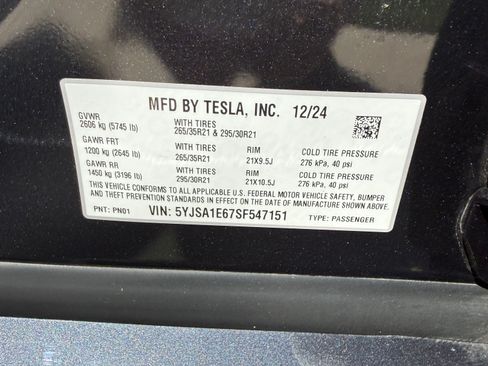 MFD BY TESLA, INC. 12/24
GVWR WITH TIRES
2606 kg (5745 lb) 265/35R21 & 295/30R21
GAWR FRT WITH TIRES RIM COLD TIRE PRESSURE
1200 kg (2645 lb) 265/35R21 21X9.5J 276 kPa, 40 psi
GAWR RR WITH TIRES RIM COLD TIRE PRESSURE
1450 kg (3196 lb) 295/30R21 21X10.5J 276 kPa, 40 psi
THIS VEHICLE CONFORMS TO ALL APPLICABLE U.S. FEDERAL MOTOR VEHICLE SAFETY, BUMPER
AND THEFT PREVENTION STANDARDS IN EFFECT ON THE DATE OF MANUFACTURE SHOWN ABOVE.
PNT: PN01 VIN: 5YJSA1E67SF547151 TYPE: PASSENGER